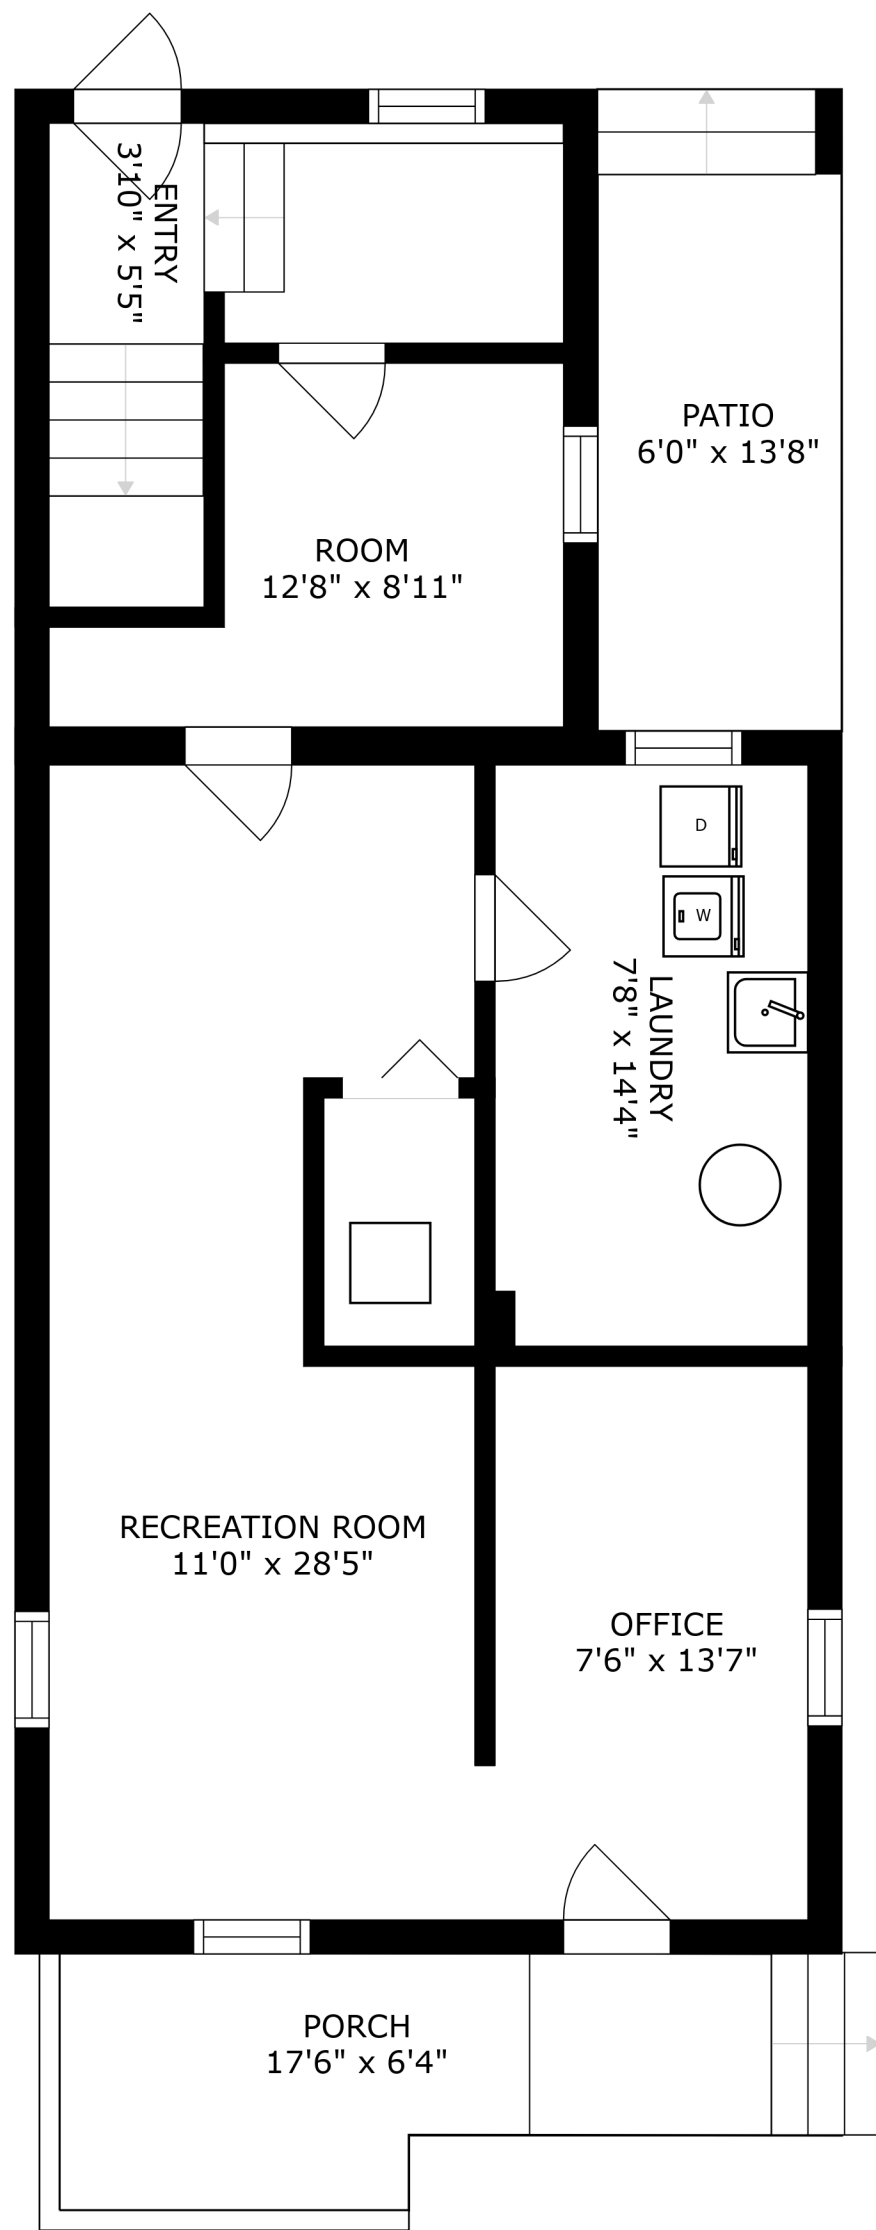 ENTRY
3'10" x 5'5"
PATIO
6'0" x 13'8"
ROOM
12'8" x 8'11"
D
W
LAUNDRY
7'8" x 14'4"
RECREATION ROOM
11'0" x 28'5"
OFFICE
7'6" x 13'7"
PORCH
17'6" x 6'4"